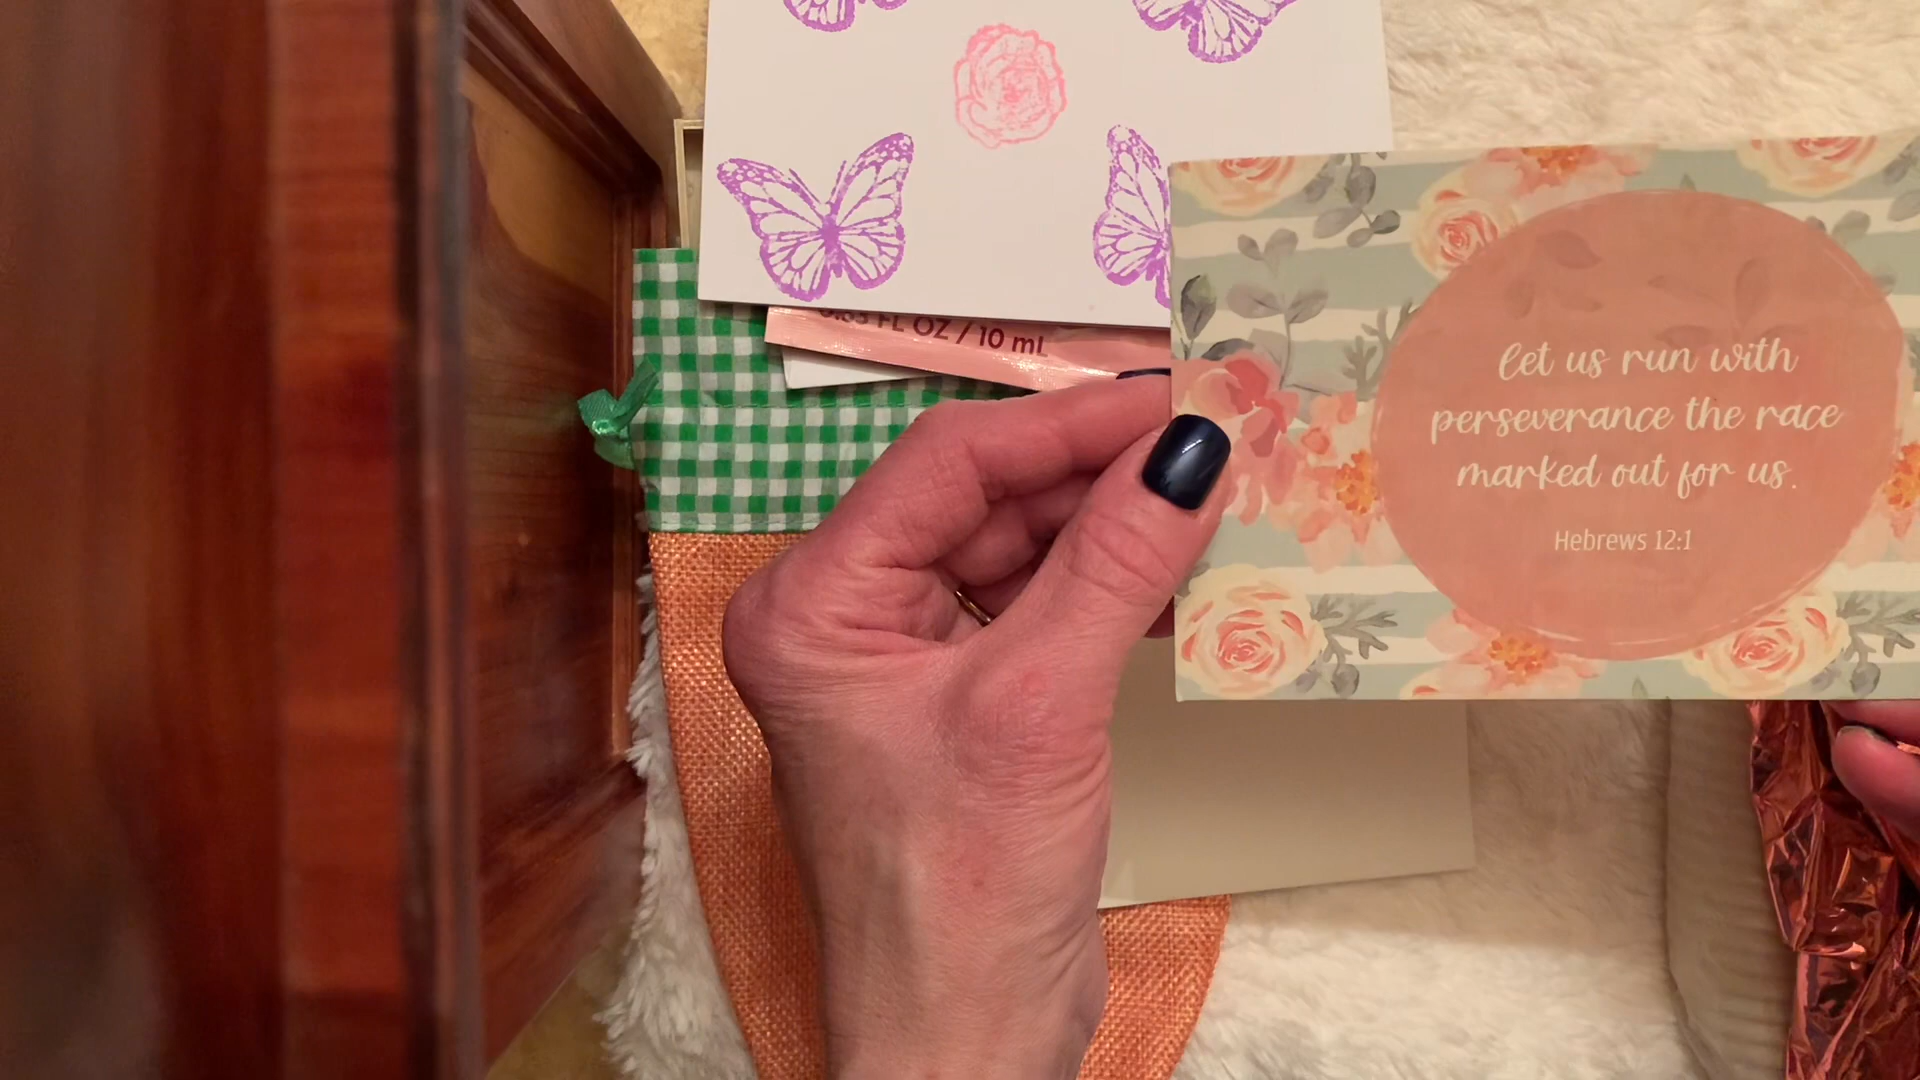 FL OZ / 10 mL
let us run with
perseverance the race
marked out for us.
Hebrews 12:1